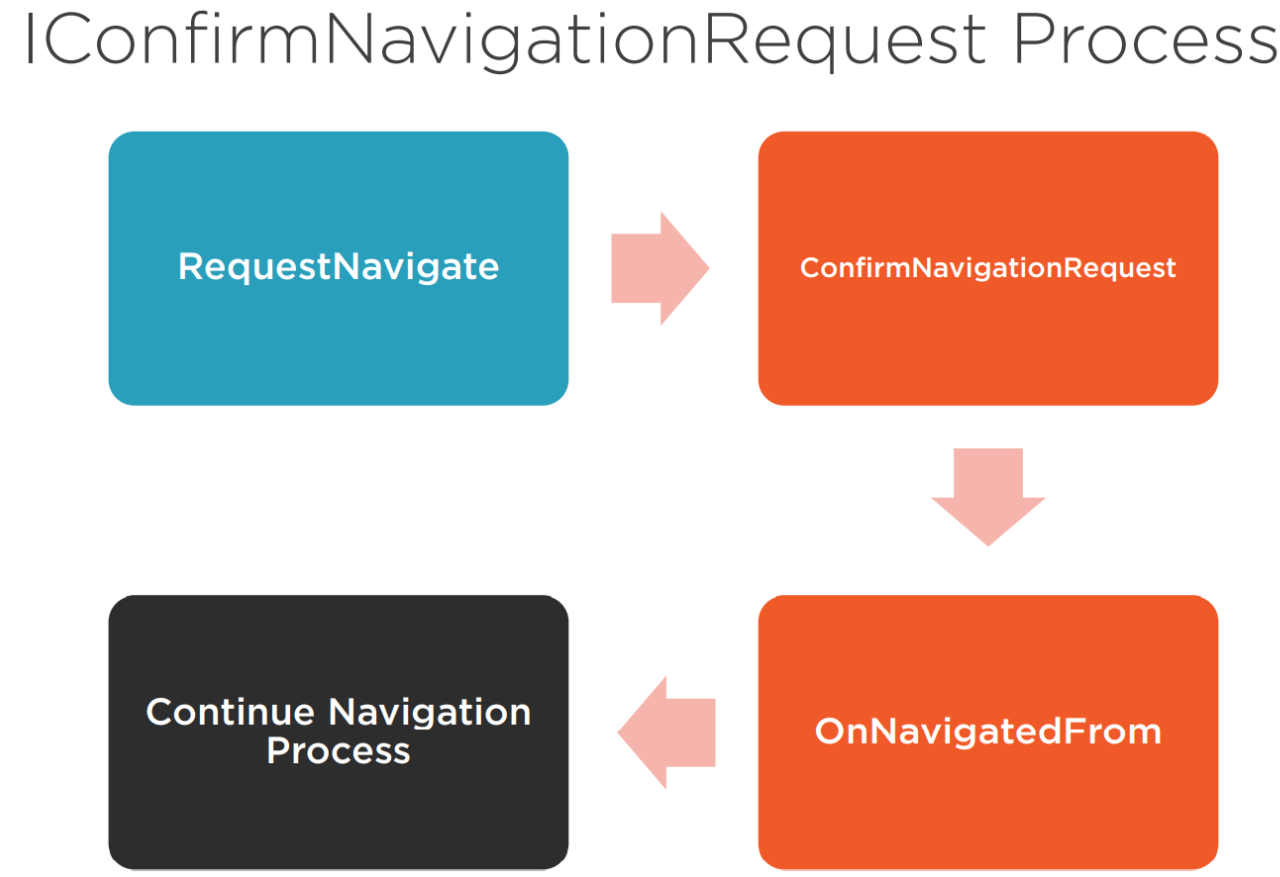 IConfirmNavigationRequest Process
RequestNavigate
ConfirmNavigationRequest
Continue Navigation
Process
OnNavigatedFrom